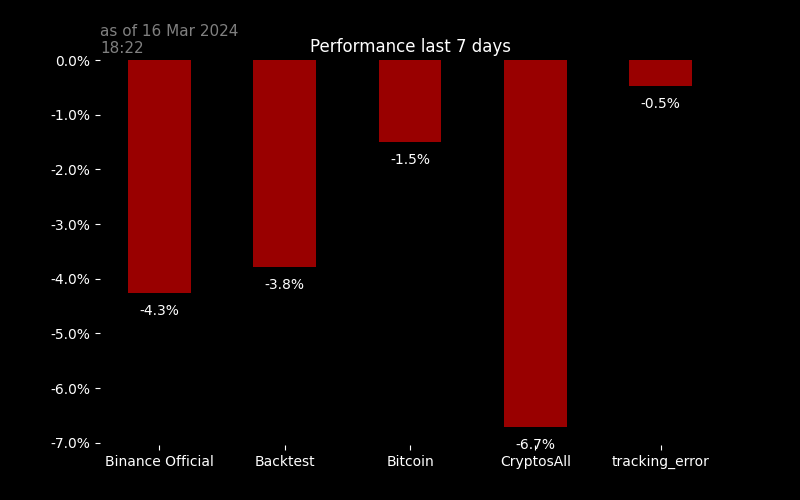 as of 16 Mar 2024
18:22
Performance last 7 days
0.0%
-1.0%
-2.0%
-3.0%
-4.0%
-5.0%
-6.0%
-7.0%
-4.3%
-3.8%
-1.5%
-6.7%
-0.5%
Binance Official
Backtest
Bitcoin
CryptosAll
tracking_error